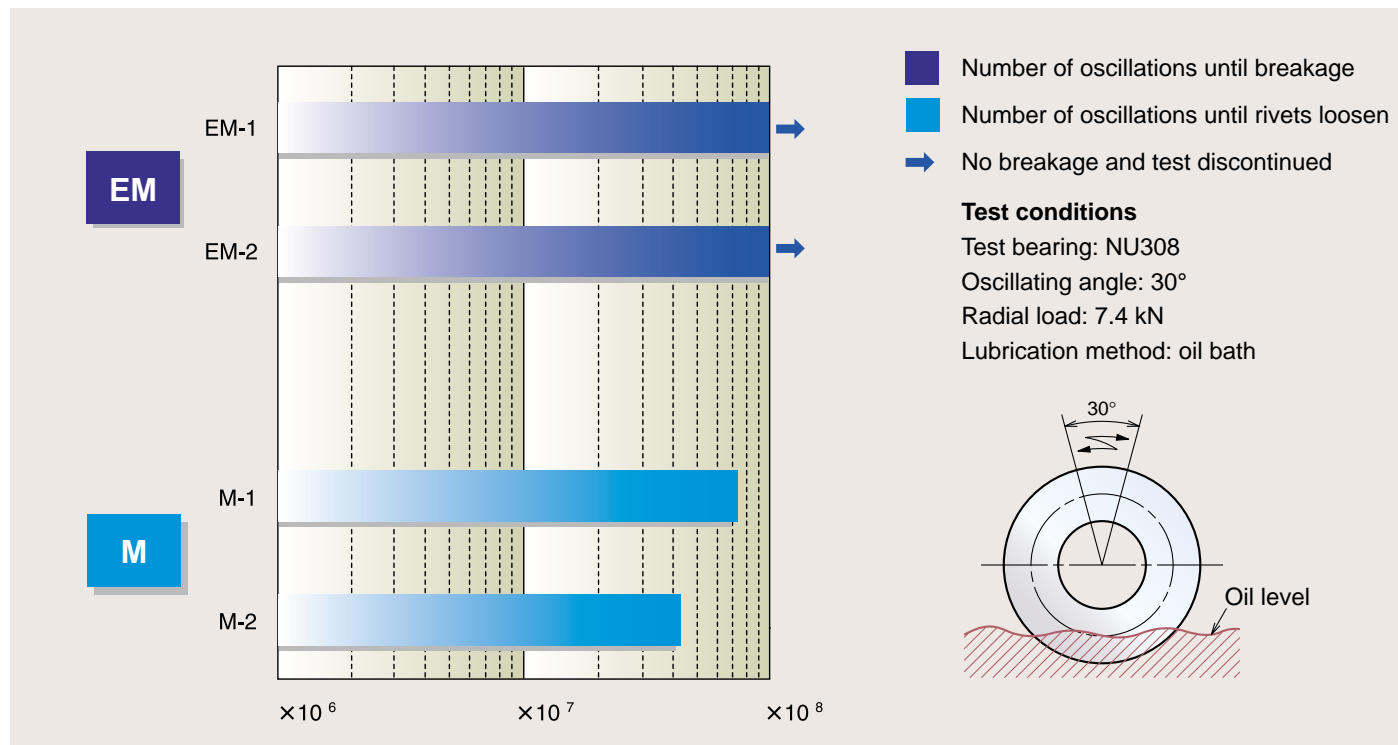 EM
EM-1
EM-2
M
M-1
M-2
×10 6
×10 7
×10 8
Number of oscillations until breakage
Number of oscillations until rivets loosen
No breakage and test discontinued
Test conditions
Test bearing: NU308
Oscillating angle: 30°
Radial load: 7.4 kN
Lubrication method: oil bath
30°
Oil level